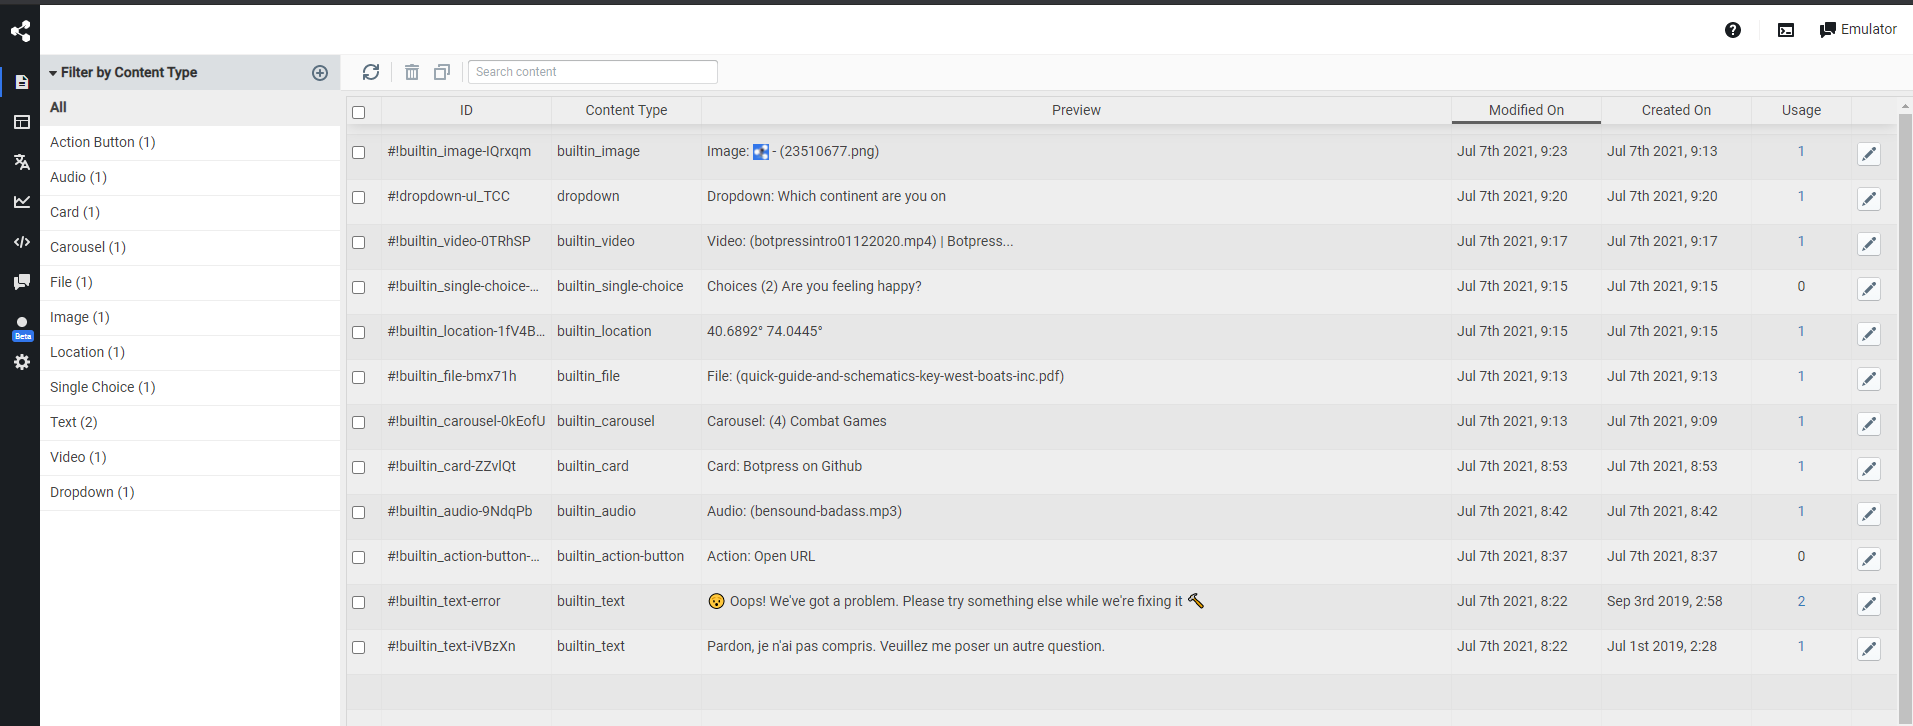 Emulator
Filter by Content Type
Search content
All
Action Button (1)
Audio (1)
Card (1)
Carousel (1)
File (1)
Image (1)
Location (1)
Single Choice (1)
Text (2)
Video (1)
Dropdown (1)
Beta
ID Content Type Preview Modified On Created On Usage
#!builtin_image-IQrxqm builtin_image Image: - (23510677.png) Jul 7th 2021, 9:23 Jul 7th 2021, 9:13 1
#!dropdown-uI_TCC dropdown Dropdown: Which continent are you on Jul 7th 2021, 9:20 Jul 7th 2021, 9:20 1
#!builtin_video-0TRhSP builtin_video Video: (botpressintro01122020.mp4) | Botpress... Jul 7th 2021, 9:17 Jul 7th 2021, 9:17 1
#!builtin_single-choice-... builtin_single-choice Choices (2) Are you feeling happy? Jul 7th 2021, 9:15 Jul 7th 2021, 9:15 0
#!builtin_location-1fV4B... builtin_location 40.6892° 74.0445° Jul 7th 2021, 9:15 Jul 7th 2021, 9:15 1
#!builtin_file-bmx71h builtin_file File: (quick-guide-and-schematics-key-west-boats-inc.pdf) Jul 7th 2021, 9:13 Jul 7th 2021, 9:13 1
#!builtin_carousel-0kEofU builtin_carousel Carousel: (4) Combat Games Jul 7th 2021, 9:13 Jul 7th 2021, 9:09 1
#!builtin_card-ZZvlQt builtin_card Card: Botpress on Github Jul 7th 2021, 8:53 Jul 7th 2021, 8:53 1
#!builtin_audio-9NdqPb builtin_audio Audio: (bensound-badass.mp3) Jul 7th 2021, 8:42 Jul 7th 2021, 8:42 1
#!builtin_action-button-... builtin_action-button Action: Open URL Jul 7th 2021, 8:37 Jul 7th 2021, 8:37 0
#!builtin_text-error builtin_text 😯 Oops! We've got a problem. Please try something else while we're fixing it 🔨 Jul 7th 2021, 8:22 Sep 3rd 2019, 2:58 2
#!builtin_text-iVBzXn builtin_text Pardon, je n'ai pas compris. Veuillez me poser un autre question. Jul 7th 2021, 8:22 Jul 1st 2019, 2:28 1